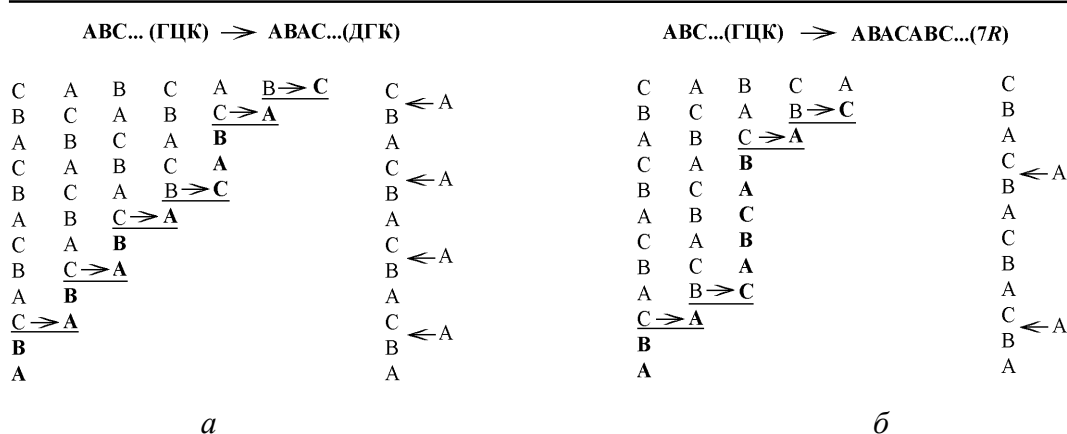 ABC... (ГЦК) → ABAC...(ДГК)
C A B C A B→C
B C A B C→A
A B C A B
C A B C A
B C A B→C
A B C→A
C A B
B C→A
A B
C→A
B
A
C
←A
B
A
C
←A
B
A
C
←A
B
A
C
←A
B
A
а
ABC...(ГЦК) → ABACABC...(7R)
C A B C A
B C A B→C
A B C→A
C A B
B C A
A B C
C A B
B C A
A B→C
C→A
B
A
C
B
A
C
←A
B
A
C
B
A
C
←A
B
A
б